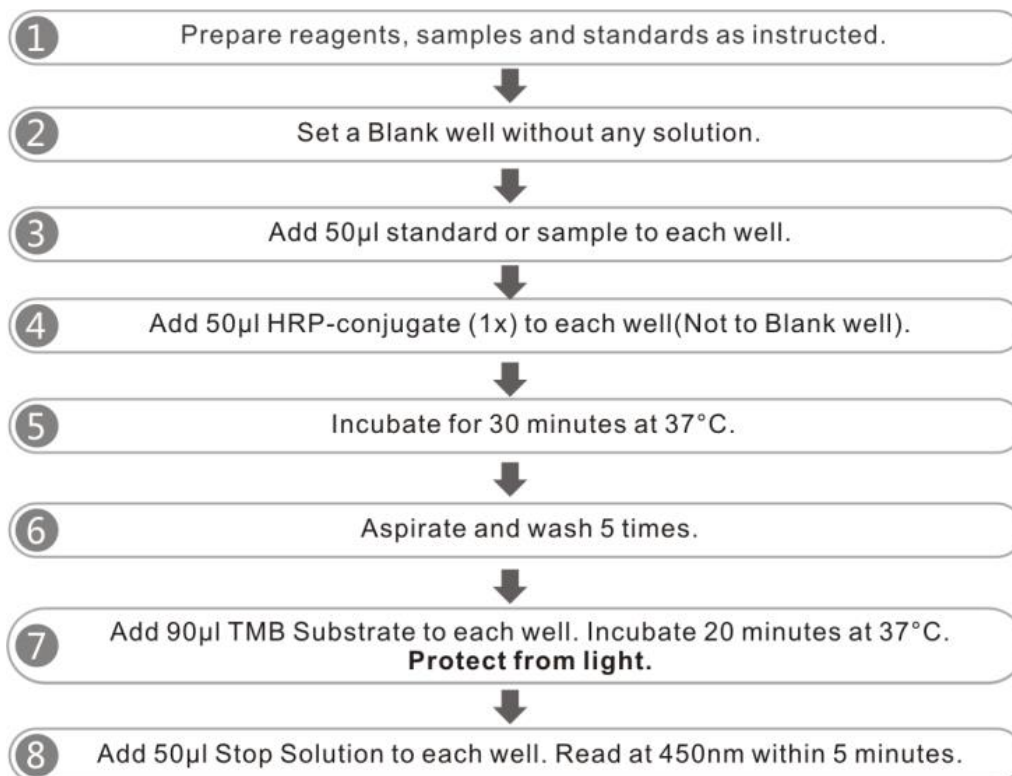 1 Prepare reagents, samples and standards as instructed.
2 Set a Blank well without any solution.
3 Add 50μl standard or sample to each well.
4 Add 50μl HRP-conjugate (1x) to each well(Not to Blank well).
5 Incubate for 30 minutes at 37°C.
6 Aspirate and wash 5 times.
7 Add 90μl TMB Substrate to each well. Incubate 20 minutes at 37°C.
Protect from light.
8 Add 50μl Stop Solution to each well. Read at 450nm within 5 minutes.